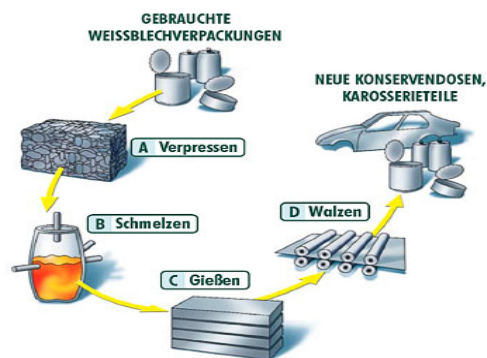 GEBRAUCHTE
WEISSBLECHVERPACKUNGEN
NEUE KONSERVENDOSEN,
KAROSSERIETEILE
A Verpressen
B Schmelzen
C Gießen
D Walzen